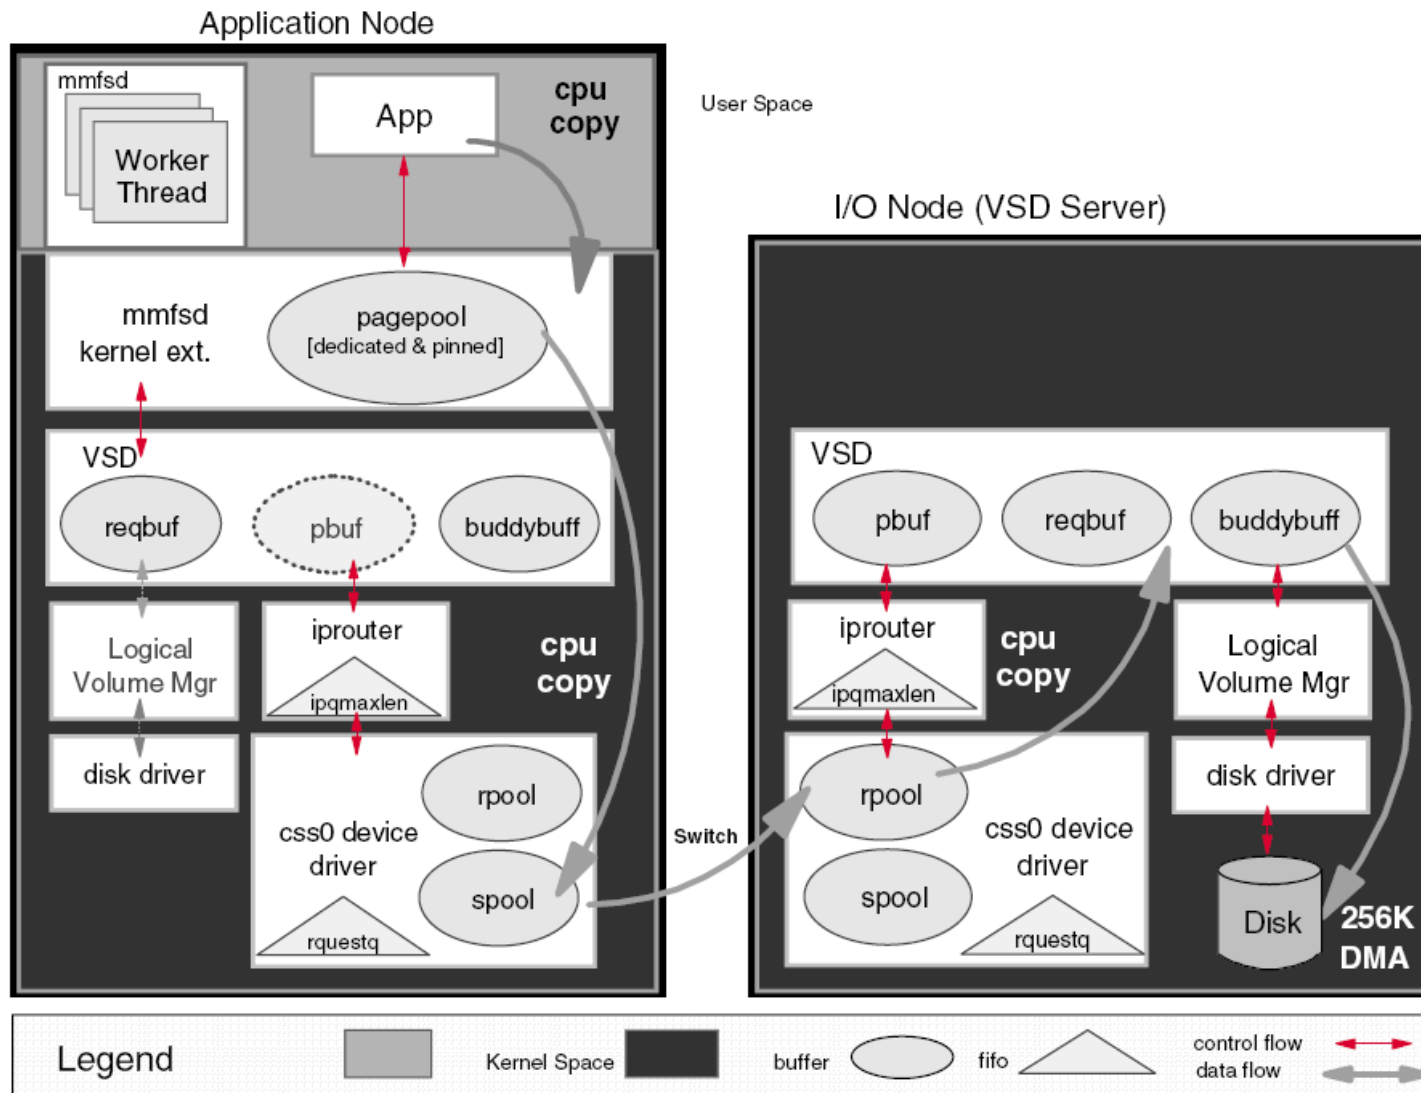 Application Node
mmfsd
Worker
Thread
App
cpu
copy
User Space
mmfsd
kernel ext.
pagepool
[dedicated & pinned]
VSD
reqbuf
pbuf
buddybuff
Logical
Volume Mgr
iprouter
ipqmaxlen
cpu
copy
disk driver
rpool
css0 device
driver
spool
rquestq
Switch
I/O Node (VSD Server)
VSD
pbuf
reqbuf
buddybuff
iprouter
ipqmaxlen
cpu
copy
Logical
Volume Mgr
rpool
disk driver
css0 device
driver
spool
rquestq
Disk
256K
DMA
Legend
Kernel Space
buffer
fifo
control flow
data flow